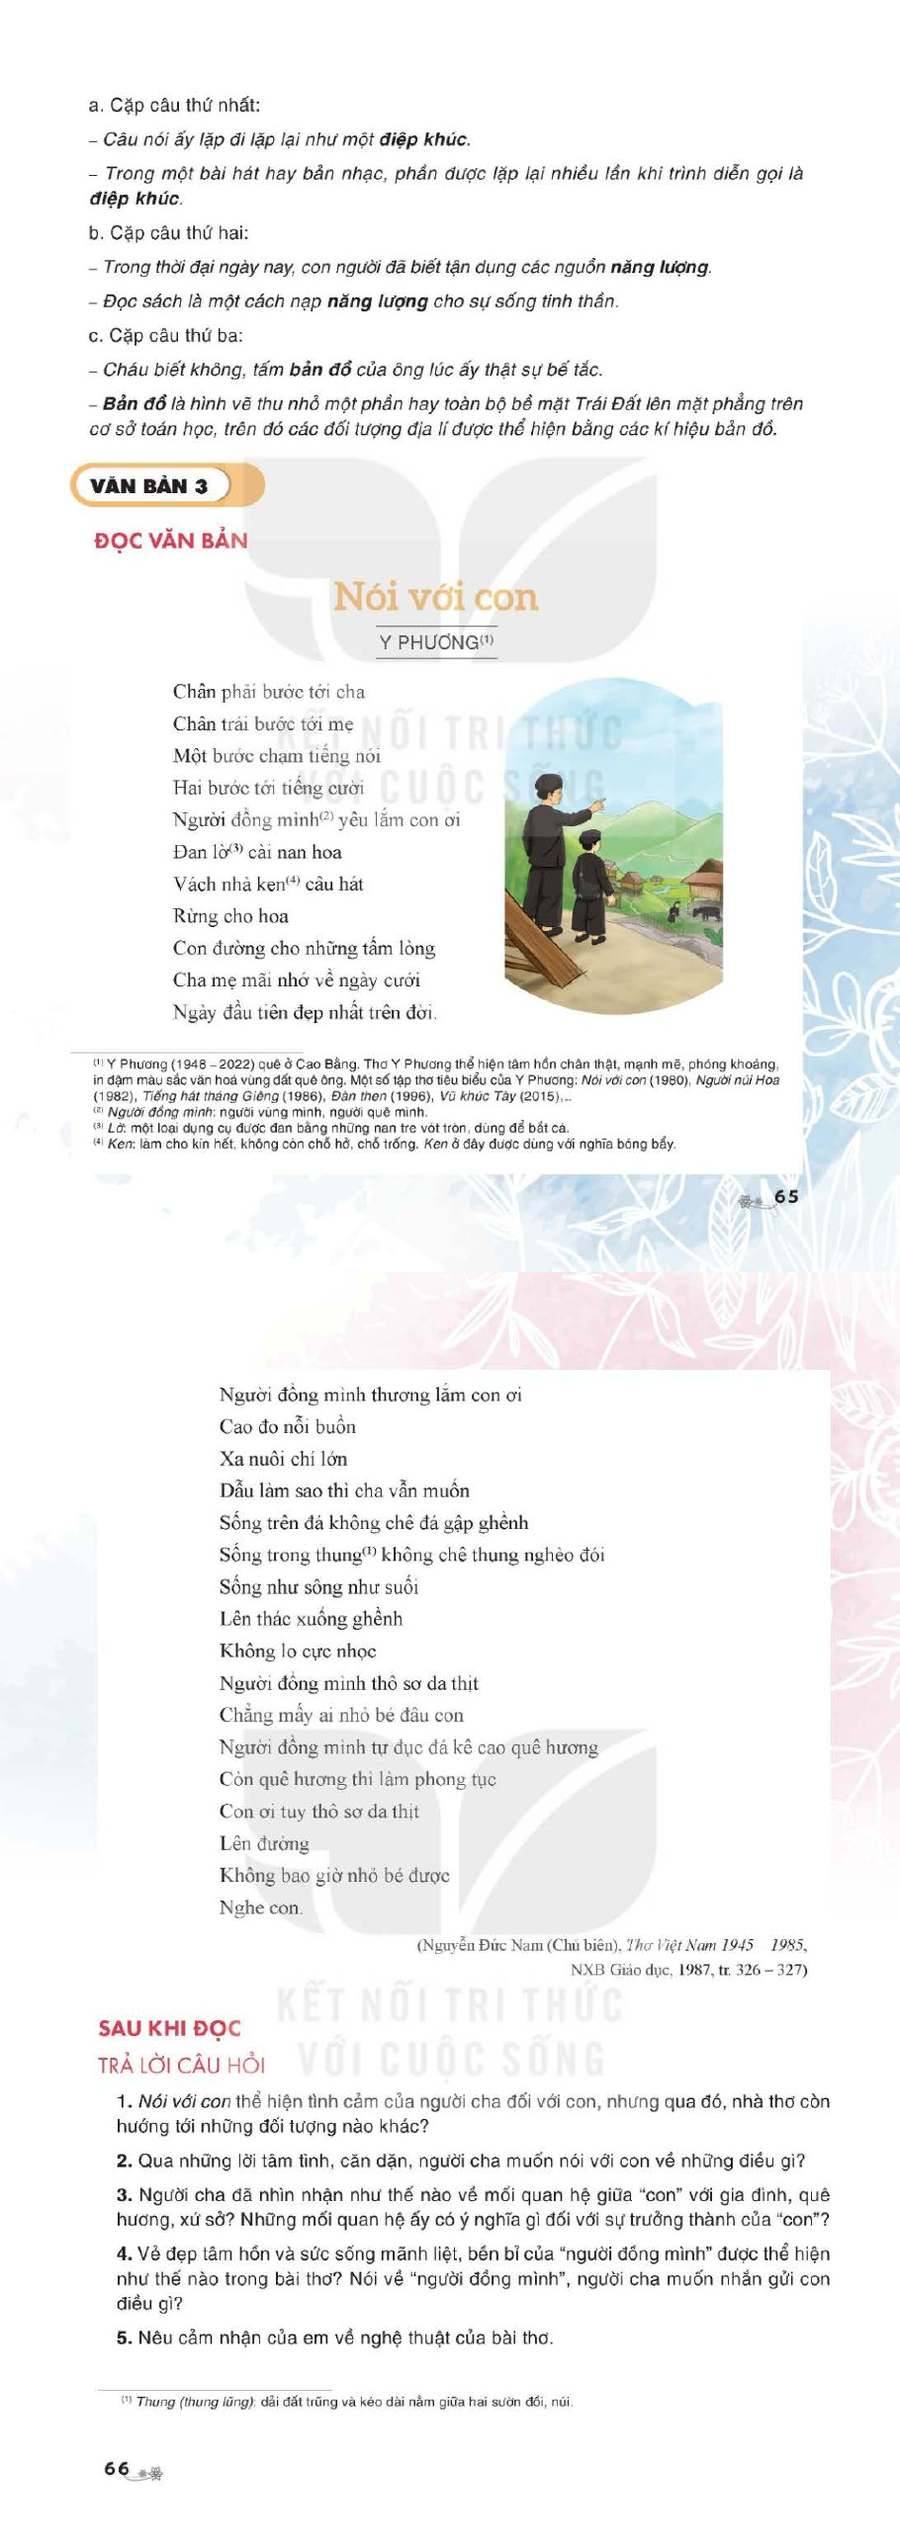 a. Cặp câu thứ nhất:
– Câu nói ấy lặp đi lặp lại như một điệp khúc.
– Trong một bài hát hay bản nhạc, phần được lặp lại nhiều lần khi trình diễn gọi là
điệp khúc.
b. Cặp câu thứ hai:
– Trong thời đại ngày nay, con người đã biết tận dụng các nguồn năng lượng.
– Đọc sách là một cách nạp năng lượng cho sự sống tinh thần.
c. Cặp câu thứ ba:
– Cháu biết không, tấm bản đồ của ông lúc ấy thật sự bế tắc.
– Bản đồ là hình vẽ thu nhỏ một phần hay toàn bộ bề mặt Trái Đất lên mặt phẳng trên
cơ sở toán học, trên đó các đối tượng địa lí được thể hiện bằng các kí hiệu bản đồ.
VĂN BẢN 3
ĐỌC VĂN BẢN
Nói với con
Y PHƯƠNG(1)
Chân phải bước tới cha
Chân trái bước tới mẹ
Một bước chạm tiếng nói
Hai bước tới tiếng cười
Người đồng mình(2) yêu lắm con ơi
Đan lờ(3) cài nan hoa
Vách nhà ken(4) câu hát
Rừng cho hoa
Con đường cho những tấm lòng
Cha mẹ mãi nhớ về ngày cưới
Ngày đầu tiên đẹp nhất trên đời.
KẾT NỐI TRI THỨC
VỚI CUỘC SỐNG
(1) Y Phương (1948 – 2022) quê ở Cao Bằng. Thơ Y Phương thể hiện tâm hồn chân thật, mạnh mẽ, phóng khoáng,
in đậm màu sắc văn hoá vùng đất quê ông. Một số tập thơ tiêu biểu của Y Phương: Nói với con (1980), Người núi Hoa
(1982), Tiếng hát tháng Giêng (1986), Đàn then (1996), Vũ khúc Tày (2015),...
(2) Người đồng mình: người vùng mình, người quê mình.
(3) Lờ: một loại dụng cụ được đan bằng những nan tre vót tròn, dùng để bắt cá.
(4) Ken: làm cho kín hết, không còn chỗ hở, chỗ trống. Ken ở đây được dùng với nghĩa bóng bẩy.
65
Người đồng mình thương lắm con ơi
Cao đo nỗi buồn
Xa nuôi chí lớn
Dẫu làm sao thì cha vẫn muốn
Sống trên đá không chê đá gập ghềnh
Sống trong thung(1) không chê thung nghèo đói
Sống như sông như suối
Lên thác xuống ghềnh
Không lo cực nhọc
Người đồng mình thô sơ da thịt
Chẳng mấy ai nhỏ bé đâu con
Người đồng mình tự đục đá kê cao quê hương
Còn quê hương thì làm phong tục
Con ơi tuy thô sơ da thịt
Lên đường
Không bao giờ nhỏ bé được
Nghe con.
(Nguyễn Đức Nam (Chủ biên), Thơ Việt Nam 1945 1985,
NXB Giáo dục, 1987, tr. 326 – 327)
KẾT NỐI TRI THỨC
VỚI CUỘC SỐNG
SAU KHI ĐỌC
TRẢ LỜI CÂU HỎI
1. Nói với con thể hiện tình cảm của người cha đối với con, nhưng qua đó, nhà thơ còn
hướng tới những đối tượng nào khác?
2. Qua những lời tâm tình, căn dặn, người cha muốn nói với con về những điều gì?
3. Người cha đã nhìn nhận như thế nào về mối quan hệ giữa “con” với gia đình, quê
hương, xứ sở? Những mối quan hệ ấy có ý nghĩa gì đối với sự trưởng thành của “con”?
4. Vẻ đẹp tâm hồn và sức sống mãnh liệt, bền bỉ của “người đồng mình” được thể hiện
như thế nào trong bài thơ? Nói về “người đồng mình”, người cha muốn nhắn gửi con
điều gì?
5. Nêu cảm nhận của em về nghệ thuật của bài thơ.
(1) Thung (thung lũng): dải đất trũng và kéo dài nằm giữa hai sườn đồi, núi.
66